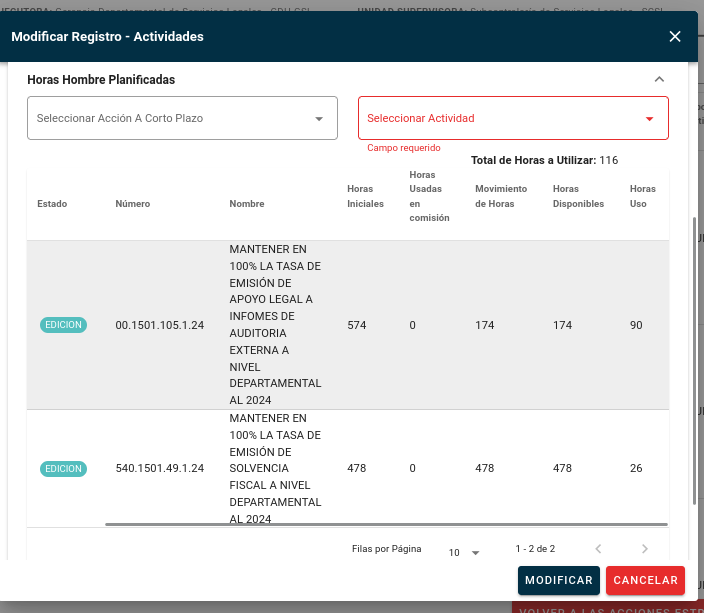 Modificar Registro - Actividades
Horas Hombre Planificadas
Seleccionar Acción A Corto Plazo
Seleccionar Actividad
Campo requerido
Total de Horas a Utilizar: 116
Estado
Número
Nombre
Horas
Iniciales
Horas
Usadas
en
comisión
Movimiento
de Horas
Horas
Disponibles
Horas
Uso
EDICION
00.1501.105.1.24
MANTENER EN
100% LA TASA DE
EMISIÓN DE
APOYO LEGAL A
INFOMES DE
AUDITORIA
EXTERNA A
NIVEL
DEPARTAMENTAL
AL 2024
574
0
174
174
90
EDICION
540.1501.49.1.24
MANTENER EN
100% LA TASA DE
EMISIÓN DE
SOLVENCIA
FISCAL A NIVEL
DEPARTAMENTAL
AL 2024
478
0
478
478
26
Filas por Página
10
1 - 2 de 2
MODIFICAR
CANCELAR